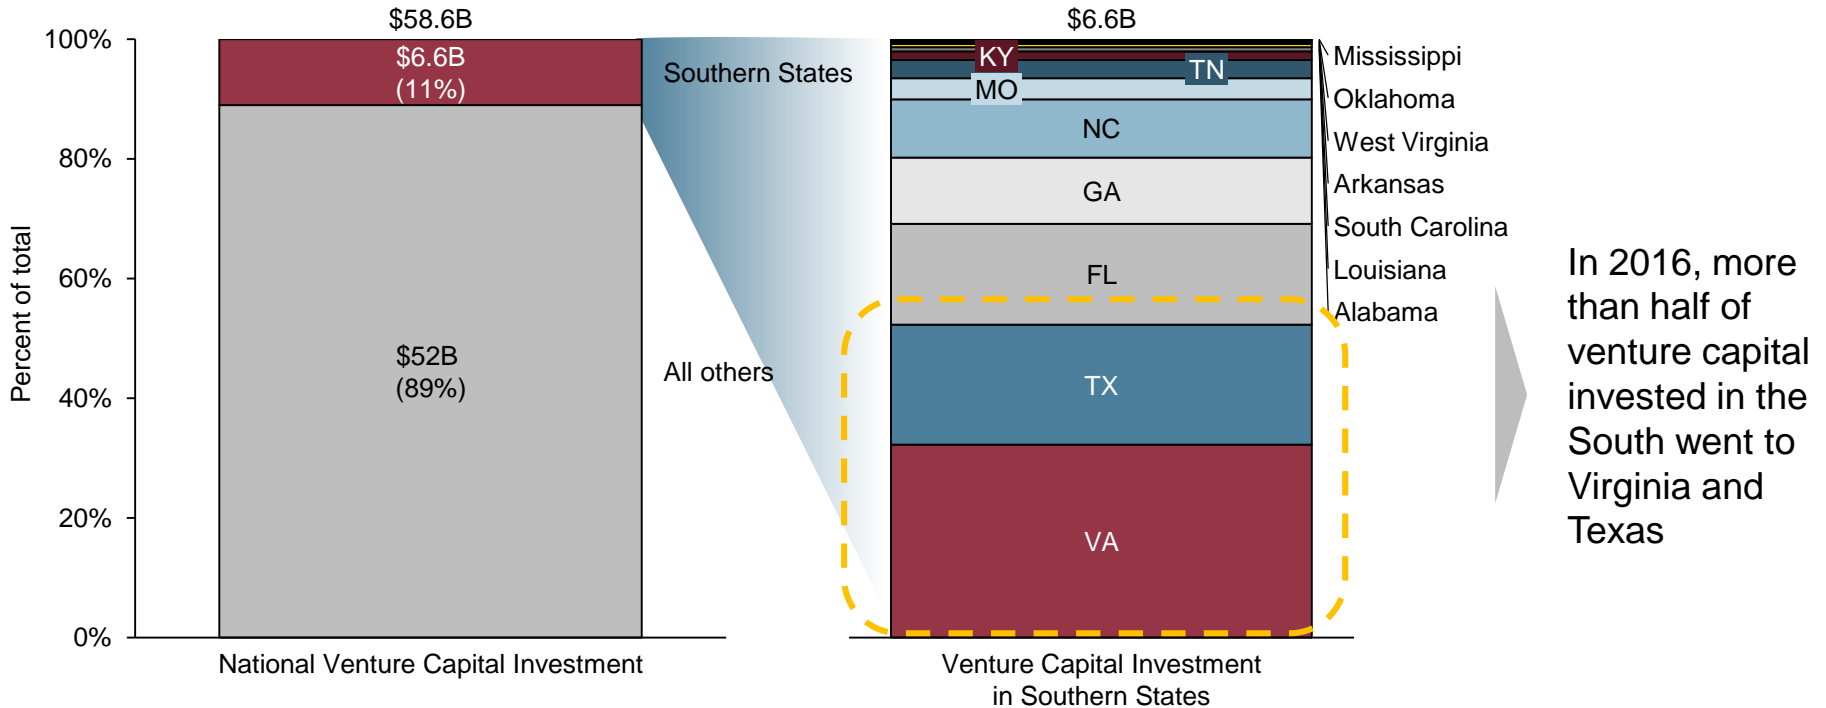 $58.6B
$6.6B
100%
80%
60%
40%
20%
0%
Percent of total
$6.6B
(11%)
$52B
(89%)
Southern States
All others
KY
TN
MO
NC
GA
FL
TX
VA
Mississippi
Oklahoma
West Virginia
Arkansas
South Carolina
Louisiana
Alabama
National Venture Capital Investment
Venture Capital Investment
in Southern States
In 2016, more
than half of
venture capital
invested in the
South went to
Virginia and
Texas